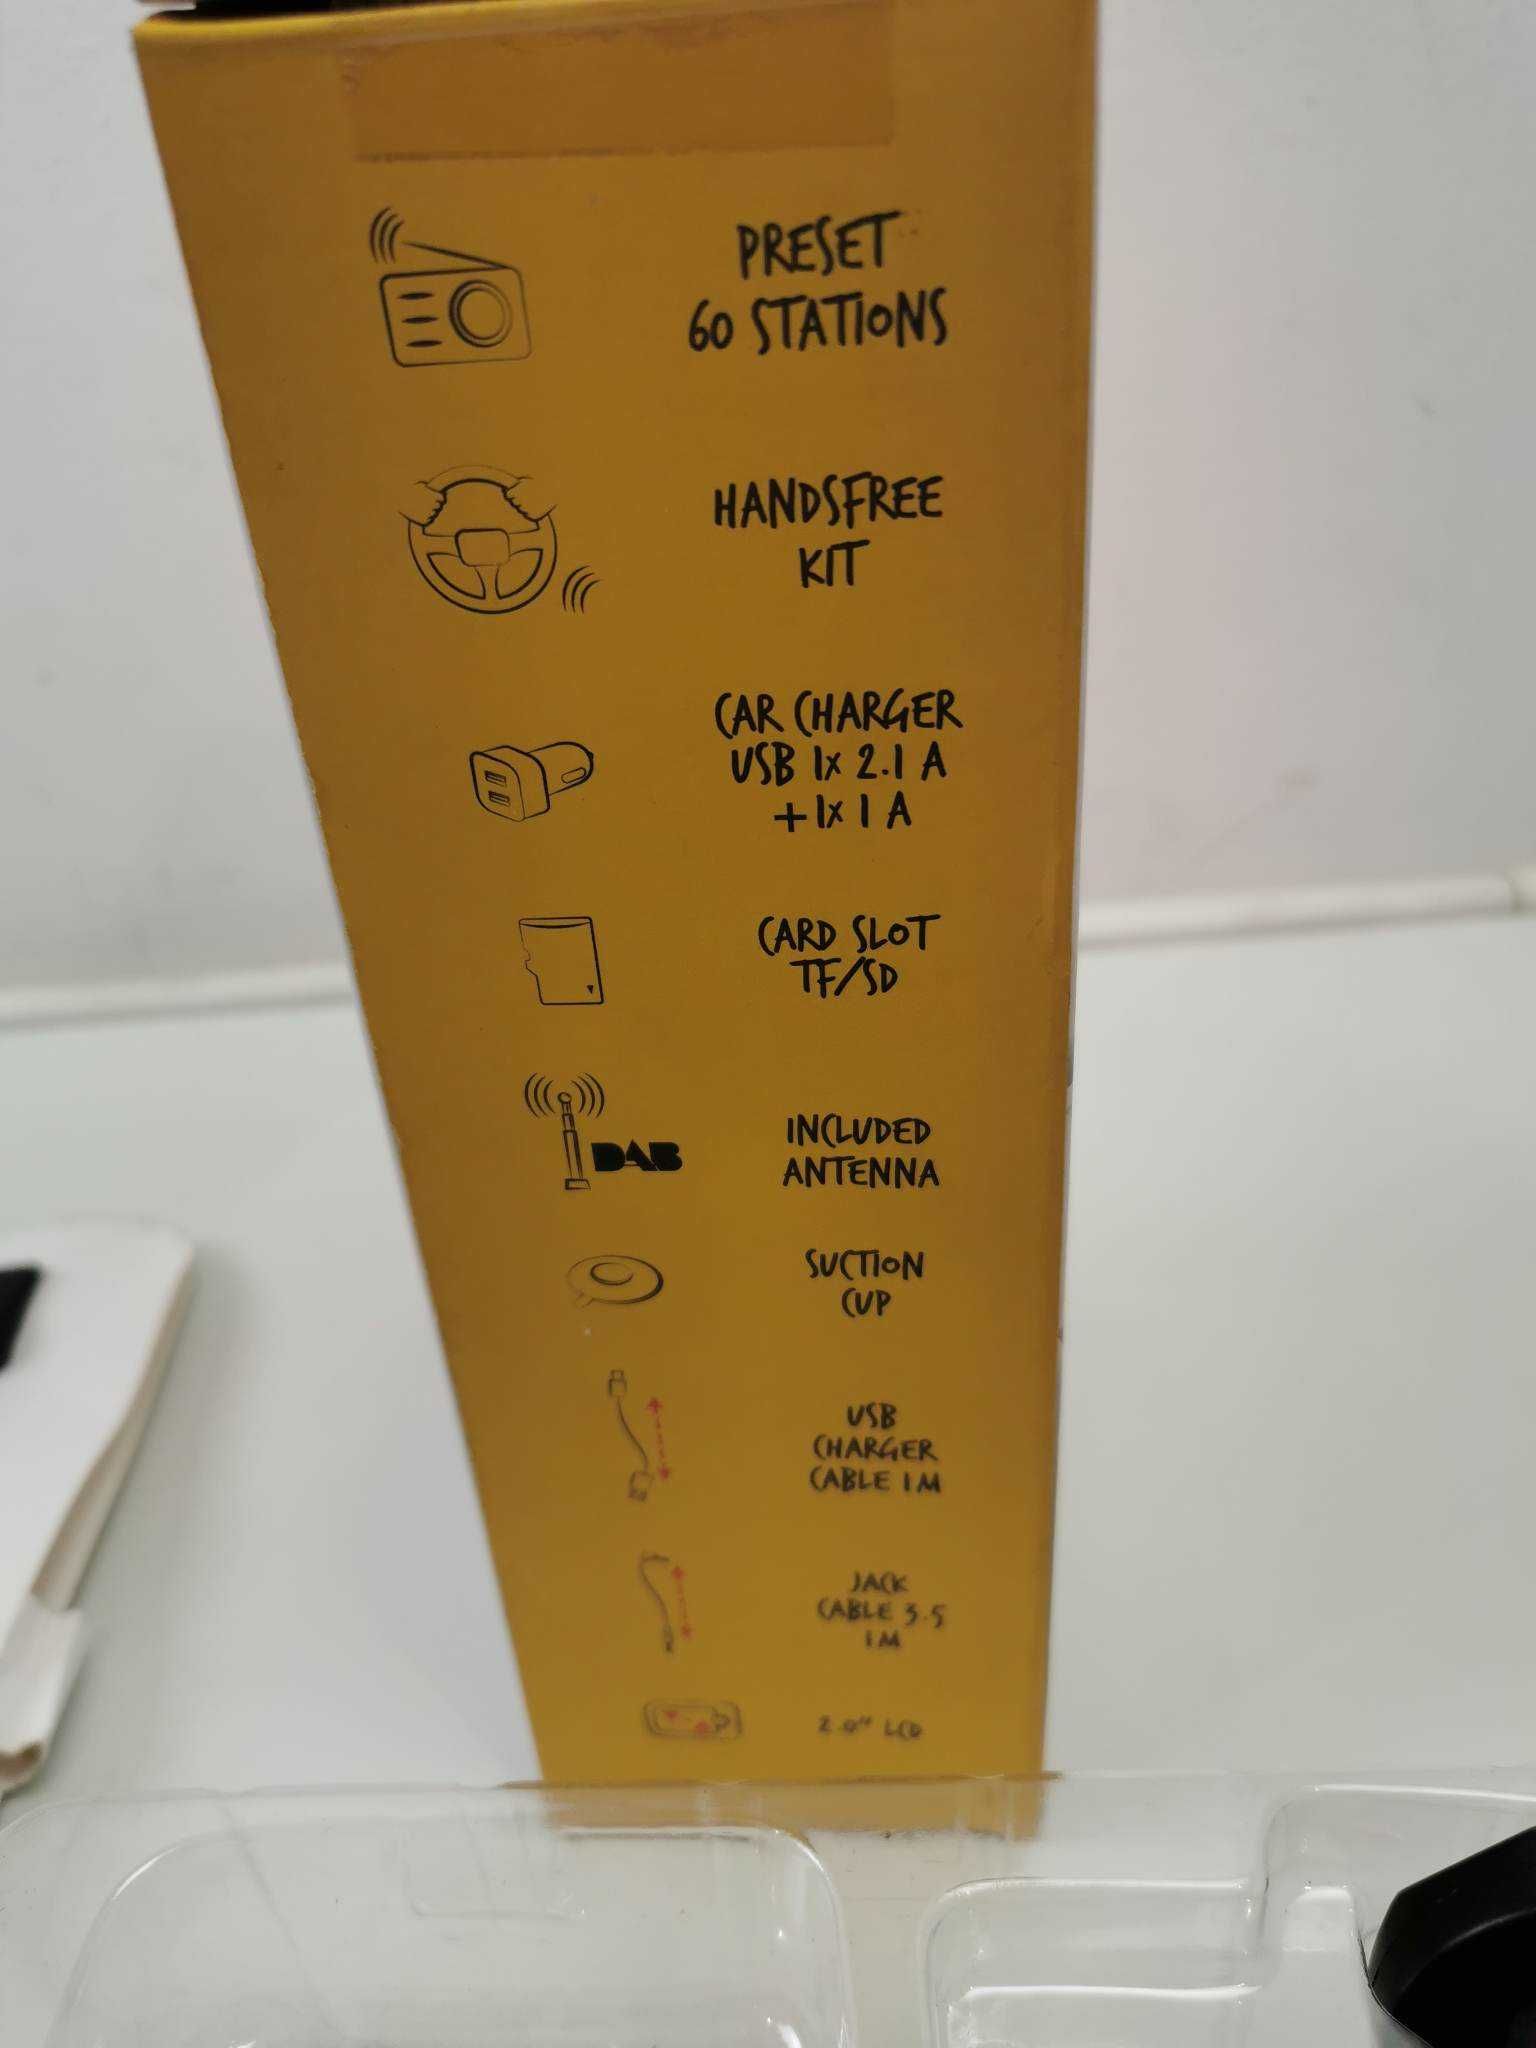 PRESET
60 STATIONS
HANDSFREE
KIT
CAR CHARGER
USB 1x 2.1 A
+1x 1 A
CARD SLOT
TF/SD
DAB
INCLUDED
ANTENNA
SUCTION
CUP
USB
CHARGER
CABLE 1M
JACK
CABLE 3.5
1M
2.0" LCD